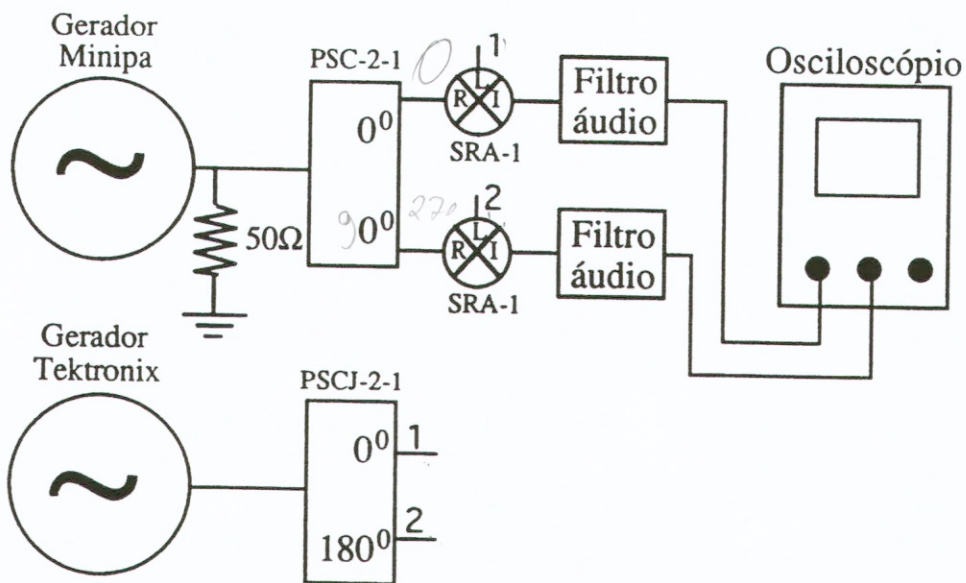 Gerador
Minipa
PSC-2-1
0
1
L
R I
SRA-1
Filtro
áudio
Osciloscópio
0⁰
90⁰
270
50Ω
2
L
R I
SRA-1
Filtro
áudio
Gerador
Tektronix
PSCJ-2-1
0⁰
1
2
180⁰